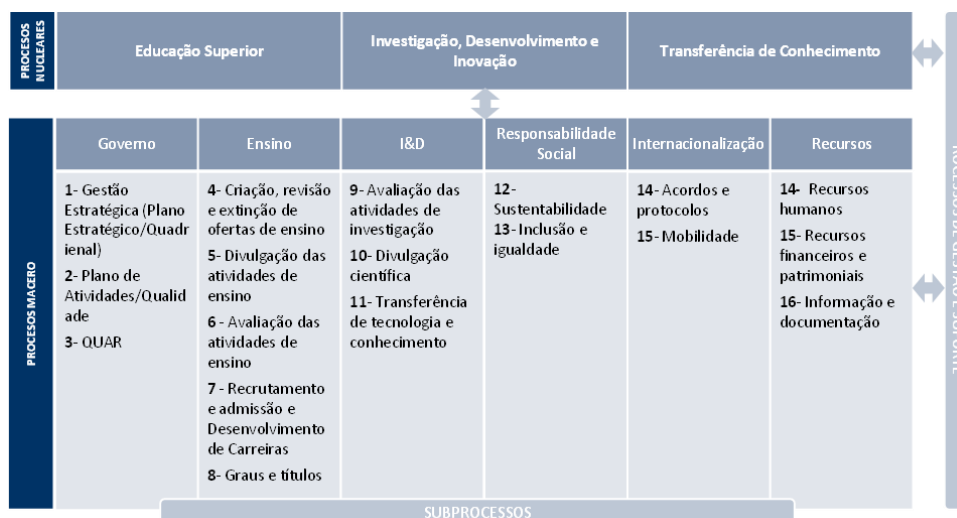 PROCESOS
NUCLEARES
Educação Superior
Investigação, Desenvolvimento e
Inovação
Transferência de Conhecimento
PROCESOS MACERO
Governo
Ensino
I&D
Responsabilidade
Social
Internacionalização
Recursos
1- Gestão
Estratégica (Plano
Estratégico/Quadr
ienal)
2- Plano de
Atividades/Qualid
ade
3- QUAR
4- Criação, revisão
e extinção de
ofertas de ensino
5- Divulgação das
atividades de
ensino
6 - Avaliação das
atividades de
ensino
7 - Recrutamento
e admissão e
Desenvolvimento
de Carreiras
8- Graus e títulos
9- Avaliação das
atividades de
investigação
10- Divulgação
científica
11- Transferência
de tecnologia e
conhecimento
12-
Sustentabilidade
13- Inclusão e
igualdade
14- Acordos e
protocolos
15- Mobilidade
14- Recursos
humanos
15- Recursos
financeiros e
patrimoniais
16- Informação e
documentação
SUBPROCESSOS